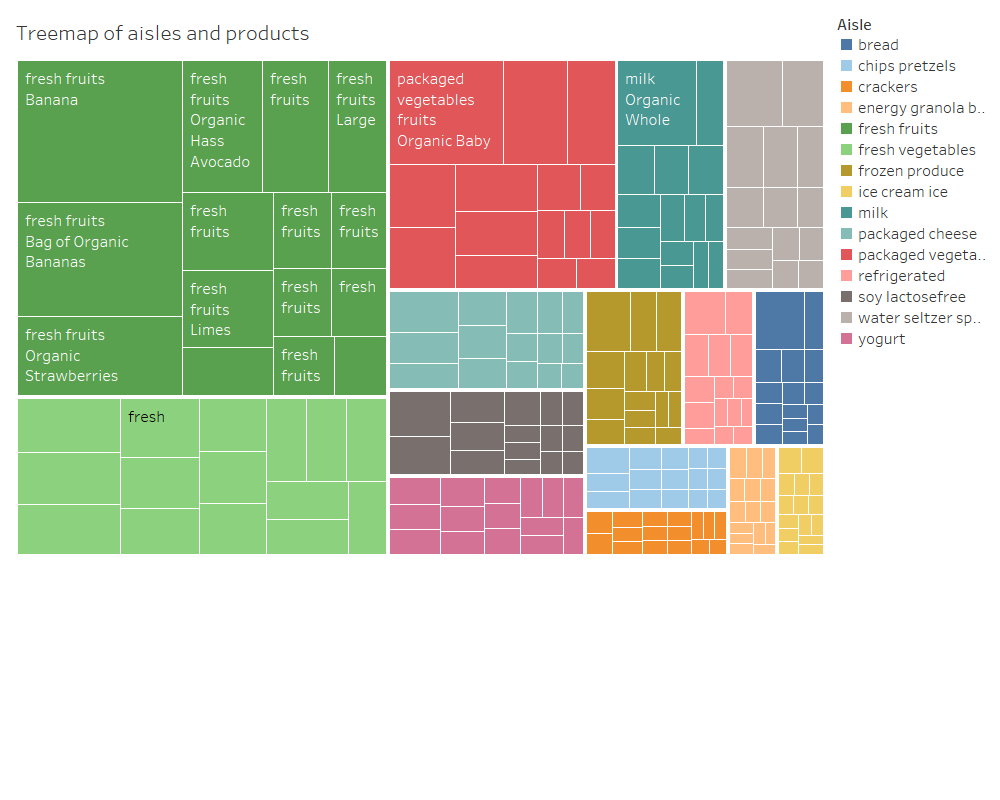 Treemap of aisles and products
fresh fruits
Banana
fresh
fruits
Organic
Hass
Avocado
fresh
fruits
fresh
fruits
Large
fresh fruits
Bag of Organic
Bananas
fresh
fruits
fresh
fruits
fresh
fruits
fresh
fruits
Limes
fresh
fruits
fresh
fresh fruits
Organic
Strawberries
fresh
fruits
fresh
packaged
vegetables
fruits
Organic Baby
milk
Organic
Whole
Aisle
bread
chips pretzels
crackers
energy granola b..
fresh fruits
fresh vegetables
frozen produce
ice cream ice
milk
packaged cheese
packaged vegeta..
refrigerated
soy lactosefree
water seltzer sp..
yogurt